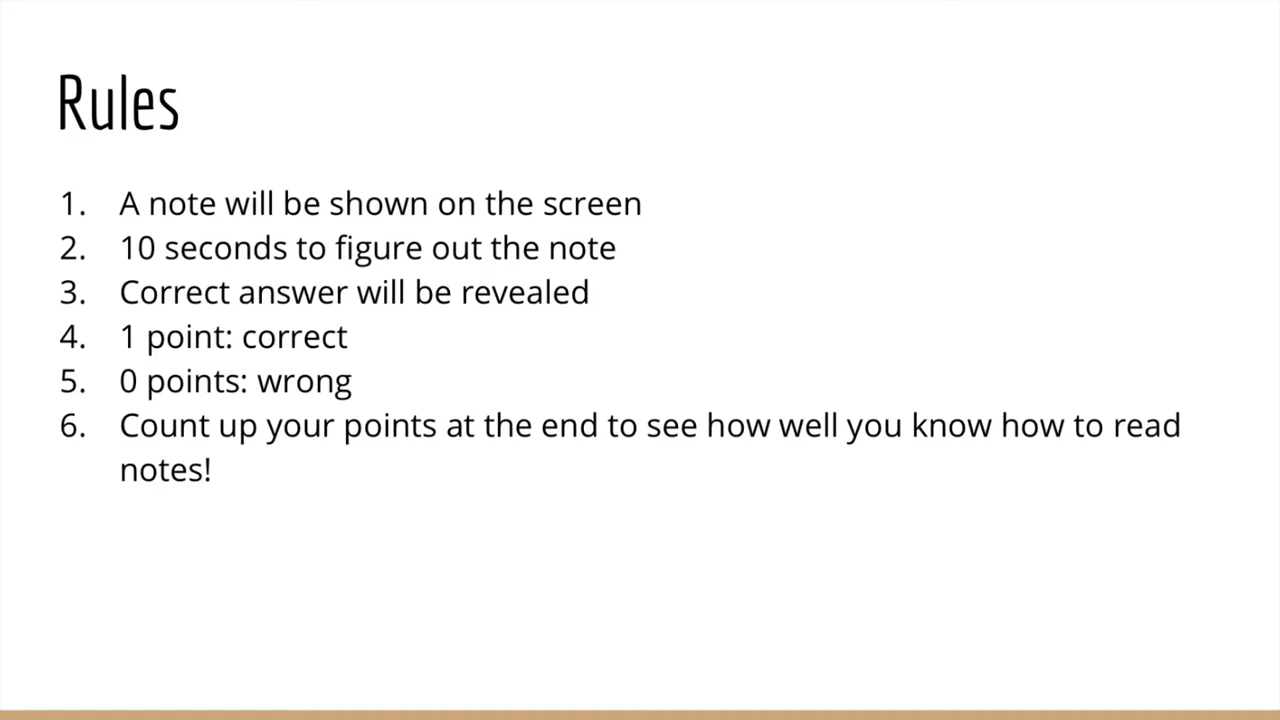 Rules
1. A note will be shown on the screen
2. 10 seconds to figure out the note
3. Correct answer will be revealed
4. 1 point: correct
5. 0 points: wrong
6. Count up your points at the end to see how well you know how to read
notes!